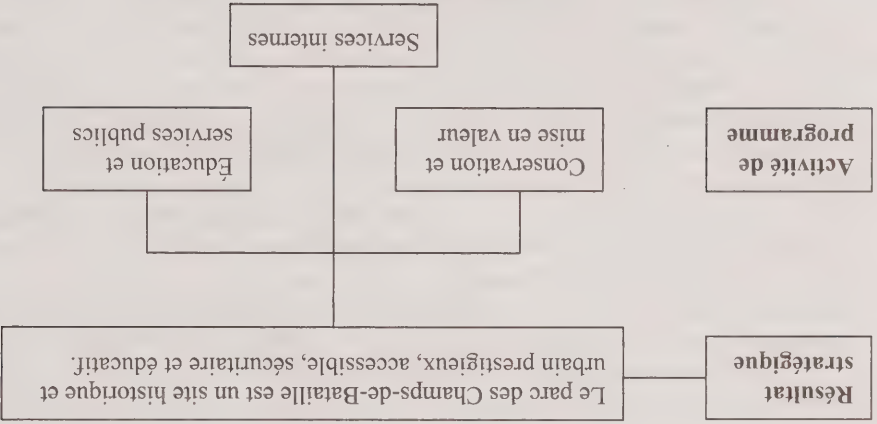 Résultat
stratégique
Le parc des Champs-de-Bataille est un site historique et
urbain prestigieux, accessible, sécuritaire et éducatif.
Activité de
programme
Conservation et
mise en valeur
Éducation et
services publics
Services internes